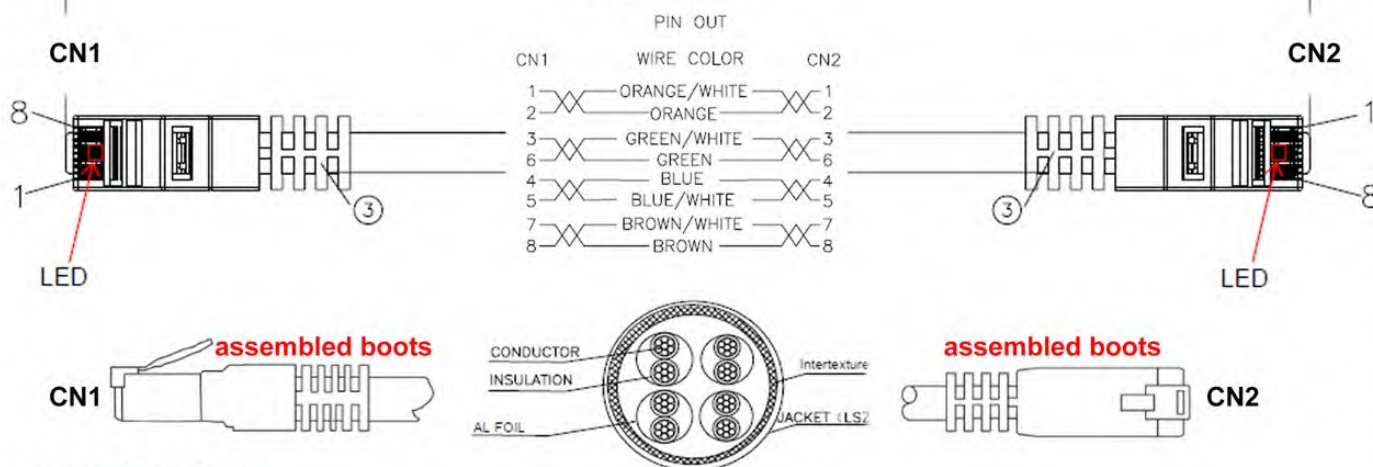 PIN OUT
CN1
CN2
CN1 WIRE COLOR CN2
1 ORANGE/WHITE 1
2 ORANGE 2
3 GREEN/WHITE 3
6 GREEN 6
4 BLUE 4
5 BLUE/WHITE 5
7 BROWN/WHITE 7
8 BROWN 8
8
1
3
LED
3
1
8
LED
assembled boots
CN1
CONDUCTOR
INSULATION
AL FOIL
Intertexture
JACKET (LSZ
assembled boots
CN2